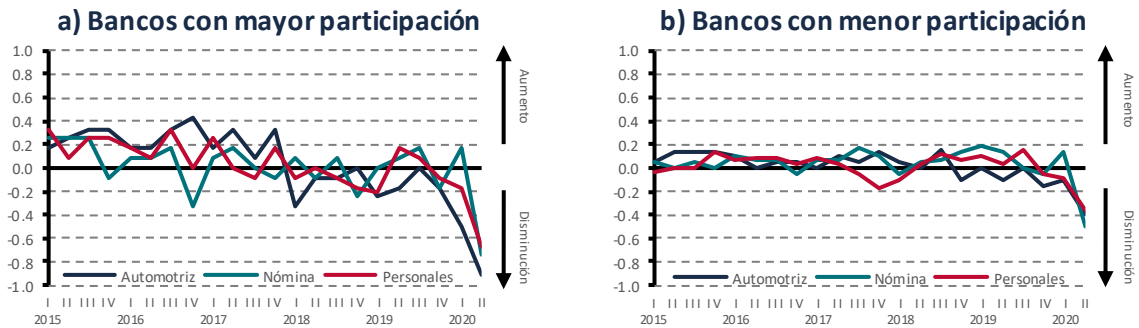 a) Bancos con mayor participación
1.0
0.8
0.6
0.4
0.2
0.0
-0.2
-0.4
-0.6
-0.8
-1.0
Aumento
Disminución
Automotriz Nómina Personales
I II III IV I II III IV I II III IV I II III IV I II III IV I II
2015 2016 2017 2018 2019 2020
b) Bancos con menor participación
1.0
0.8
0.6
0.4
0.2
0.0
-0.2
-0.4
-0.6
-0.8
-1.0
Aumento
Disminución
Automotriz Nómina Personales
I II III IV I II III IV I II III IV I II III IV I II III IV I II
2015 2016 2017 2018 2019 2020